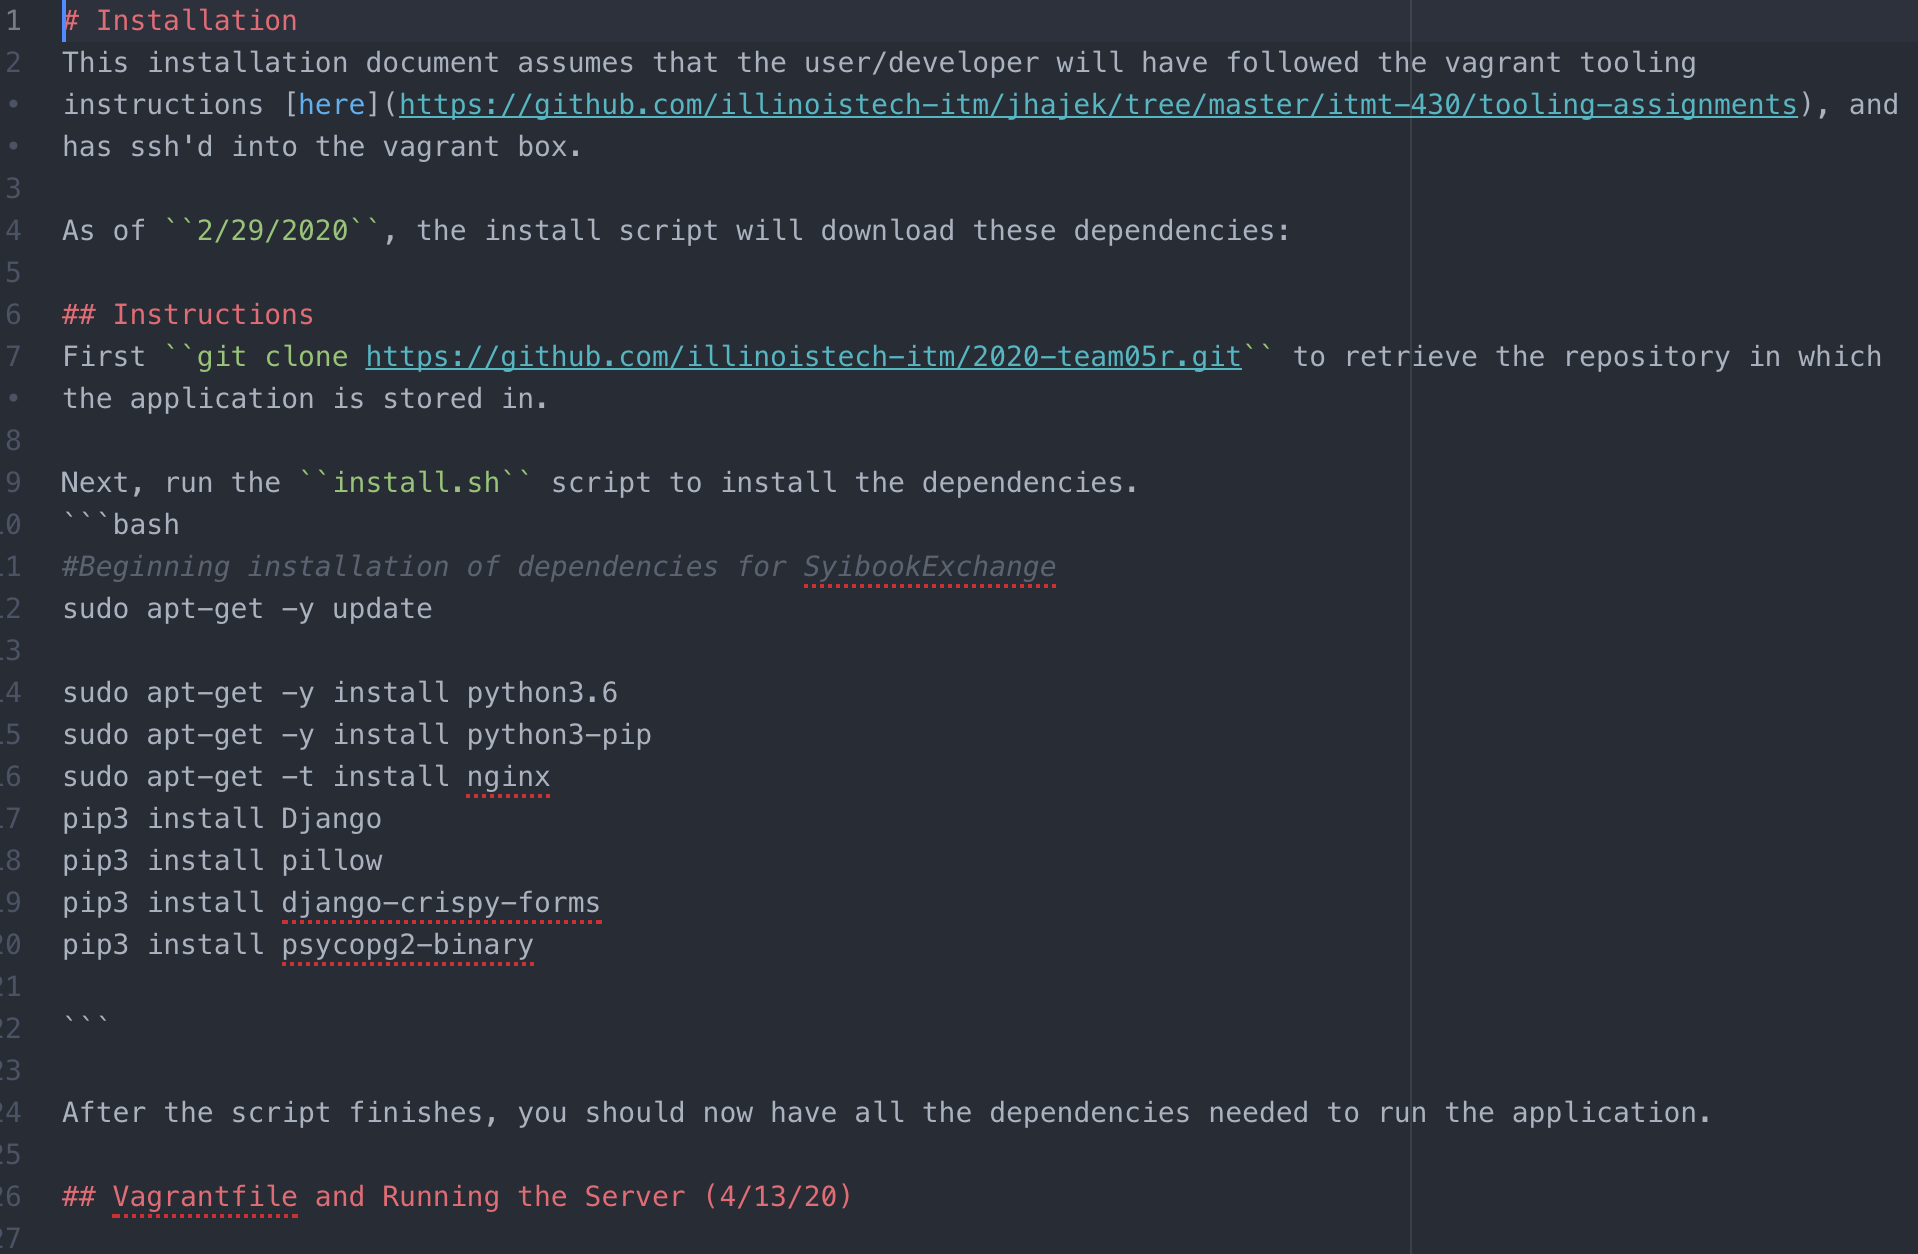 1 # Installation
2 This installation document assumes that the user/developer will have followed the vagrant tooling
• instructions [here](https://github.com/illinoistech-itm/jhajek/tree/master/itmt-430/tooling-assignments), and
• has ssh'd into the vagrant box.
3
4 As of ``2/29/2020``, the install script will download these dependencies:
5
6 ## Instructions
7 First ``git clone https://github.com/illinoistech-itm/2020-team05r.git`` to retrieve the repository in which
• the application is stored in.
8
9 Next, run the ``install.sh`` script to install the dependencies.
10 ```bash
11 #Beginning installation of dependencies for SyibookExchange
12 sudo apt-get -y update
13
14 sudo apt-get -y install python3.6
15 sudo apt-get -y install python3-pip
16 sudo apt-get -t install nginx
17 pip3 install Django
18 pip3 install pillow
19 pip3 install django-crispy-forms
20 pip3 install psycopg2-binary
21
22 ```
23
24 After the script finishes, you should now have all the dependencies needed to run the application.
25
26 ## Vagrantfile and Running the Server (4/13/20)
27